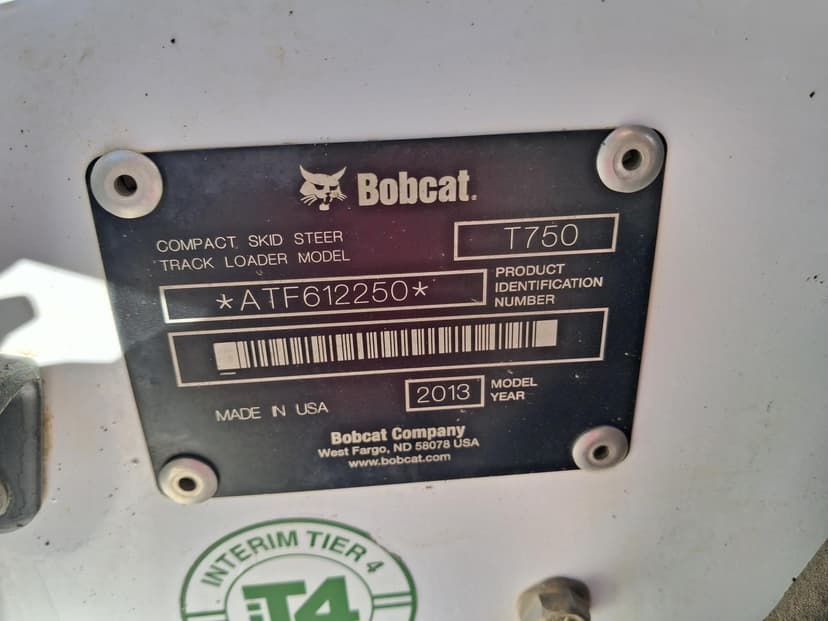 Bobcat.
COMPACT SKID STEER
TRACK LOADER MODEL
T750
*ATF612250*
PRODUCT
IDENTIFICATION
NUMBER
2013
MODEL
YEAR
MADE IN USA
Bobcat Company
West Fargo, ND 58078 USA
www.bobcat.com
INTERIM TIER 4
iT4